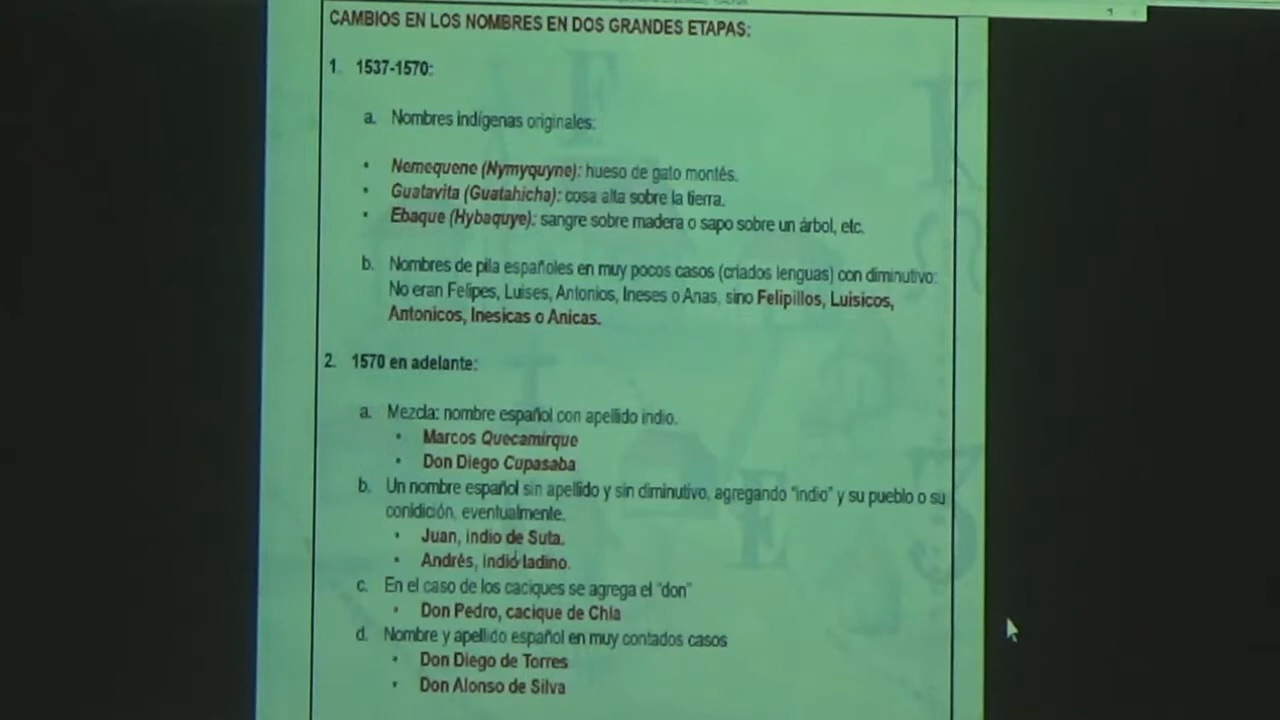 CAMBIOS EN LOS NOMBRES EN DOS GRANDES ETAPAS:
1. 1537-1570:
a. Nombres indígenas originales:
• Nemequene (Nymyquyne): hueso de gato montés.
• Guatavita (Guatahicha): cosa alta sobre la tierra.
• Ebaque (Hybaquye): sangre sobre madera o sapo sobre un árbol, etc.
b. Nombres de pila españoles en muy pocos casos (criados lenguas) con diminutivo:
No eran Felipes, Luises, Antonios, Ineses o Anas, sino Felipillos, Luisicos,
Antonicos, Inesicas o Anicas.
2. 1570 en adelante:
a. Mezcla: nombre español con apellido indio.
• Marcos Quecamirque
• Don Diego Cupasaba
b. Un nombre español sin apellido y sin diminutivo, agregando "indio" y su pueblo o su
conidición, eventualmente.
• Juan, indio de Suta.
• Andrés, indio ladino.
c. En el caso de los caciques se agrega el "don"
• Don Pedro, cacique de Chía
d. Nombre y apellido español en muy contados casos
• Don Diego de Torres
• Don Alonso de Silva